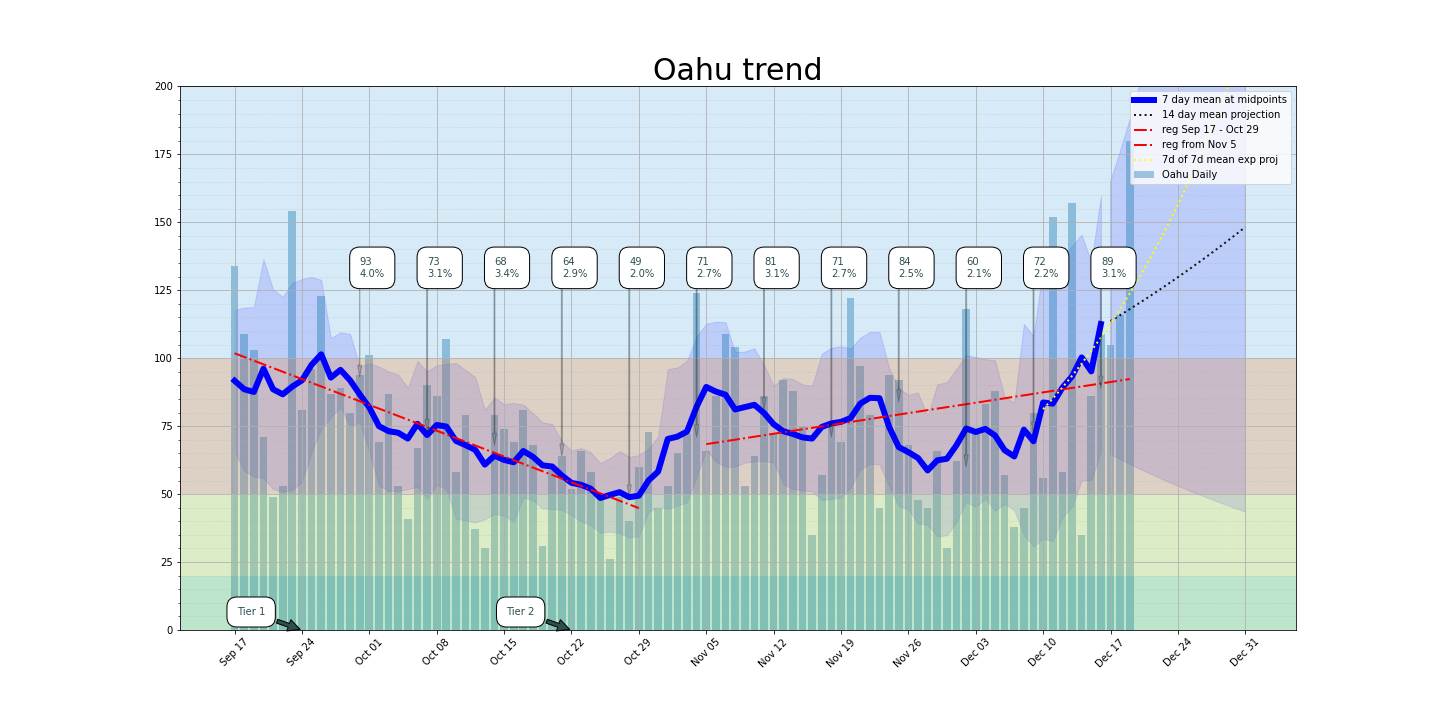 Oahu trend
200
175
150
125
100
75
50
25
0
7 day mean at midpoints
14 day mean projection
reg Sep 17 - Oct 29
reg from Nov 5
7d of 7d mean exp proj
Oahu Daily
93
4.0%
73
3.1%
68
3.4%
64
2.9%
49
2.0%
71
2.7%
81
3.1%
71
2.7%
84
2.5%
60
2.1%
72
2.2%
89
3.1%
Tier 1
Tier 2
Sep 17
Sep 24
Oct 01
Oct 08
Oct 15
Oct 22
Oct 29
Nov 05
Nov 12
Nov 19
Nov 26
Dec 03
Dec 10
Dec 17
Dec 24
Dec 31